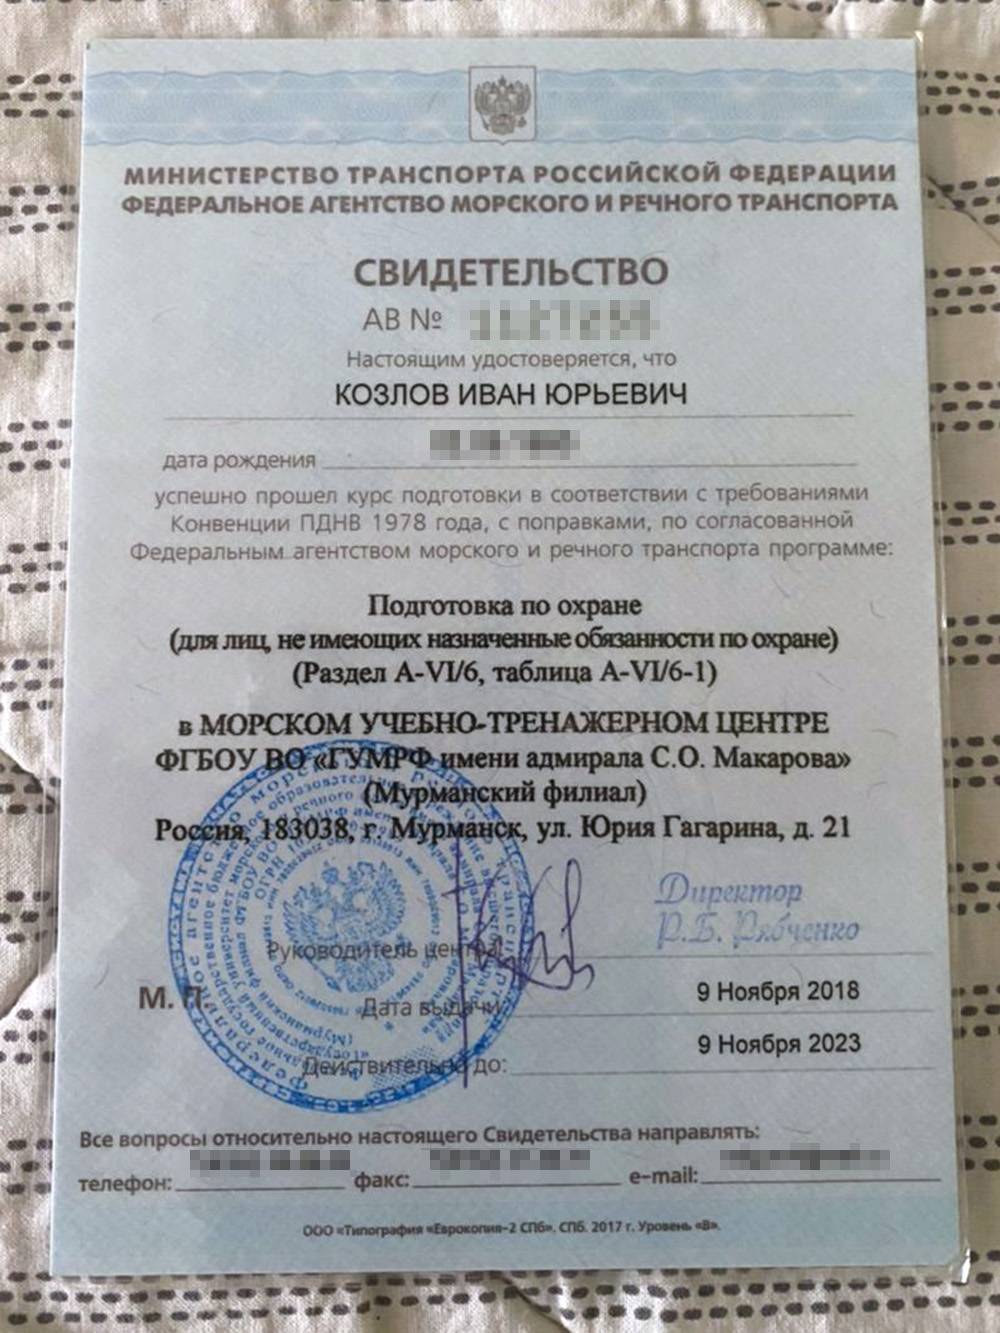 МИНИСТЕРСТВО ТРАНСПОРТА РОССИЙСКОЙ ФЕДЕРАЦИИ
ФЕДЕРАЛЬНОЕ АГЕНТСТВО МОРСКОГО И РЕЧНОГО ТРАНСПОРТА
СВИДЕТЕЛЬСТВО
АВ №
Настоящим удостоверяется, что
КОЗЛОВ ИВАН ЮРЬЕВИЧ
дата рождения
успешно прошел курс подготовки в соответствии с требованиями
Конвенции ПДНВ 1978 года, с поправками, по согласованной
Федеральным агентством морского и речного транспорта программе:
Подготовка по охране
(для лиц, не имеющих назначенные обязанности по охране)
(Раздел А-VI/6, таблица А-VI/6-1)
в МОРСКОМ УЧЕБНО-ТРЕНАЖЕРНОМ ЦЕНТРЕ
ФГБОУ ВО «ГУМРФ имени адмирала С.О. Макарова»
(Мурманский филиал)
Россия, 183038, г. Мурманск, ул. Юрия Гагарина, д. 21
Директор
Р.Б. Рябченко
Руководитель центра
М. П.
Дата выдачи
9 Ноября 2018
Действительно до:
9 Ноября 2023
Все вопросы относительно настоящего Свидетельства направлять:
телефон: факс: e-mail:
ООО «Типография «Еврокопия-2 СПб». СПб. 2017 г. Уровень «В».